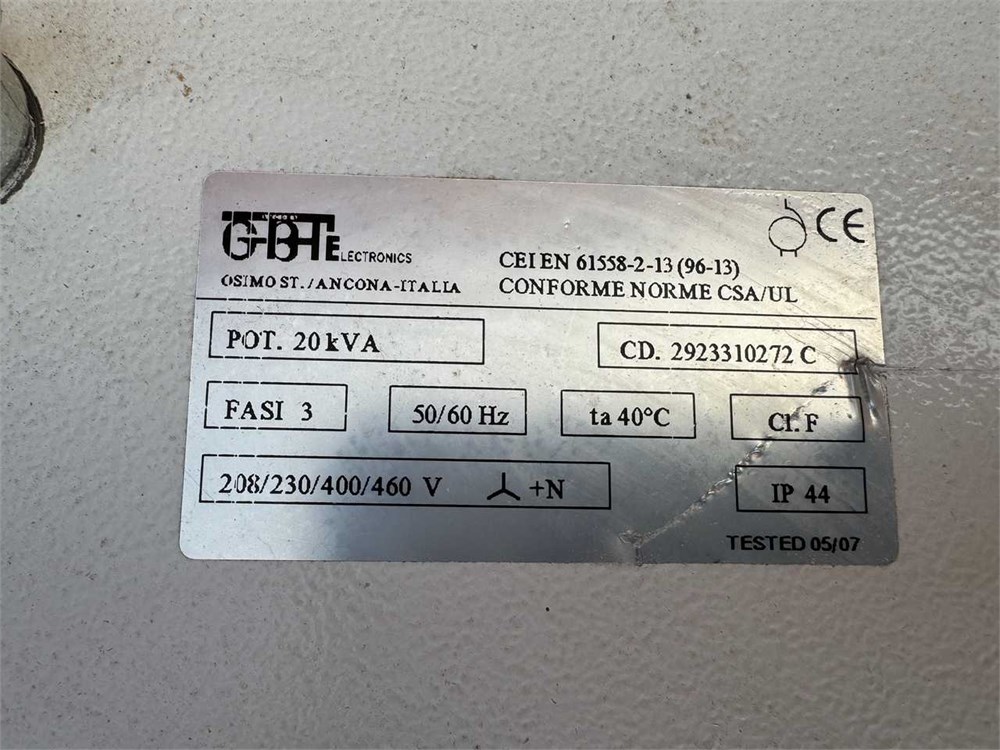 GBTELECTRONICS
OSIMO ST./ANCONA-ITALIA
CEI EN 61558-2-13 (96-13)
CONFORME NORME CSA/UL
CE
POT. 20 kVA
CD. 2923310272 C
FASI 3
50/60 Hz
ta 40°C
Cl. F
208/230/400/460 V +N
IP 44
TESTED 05/07